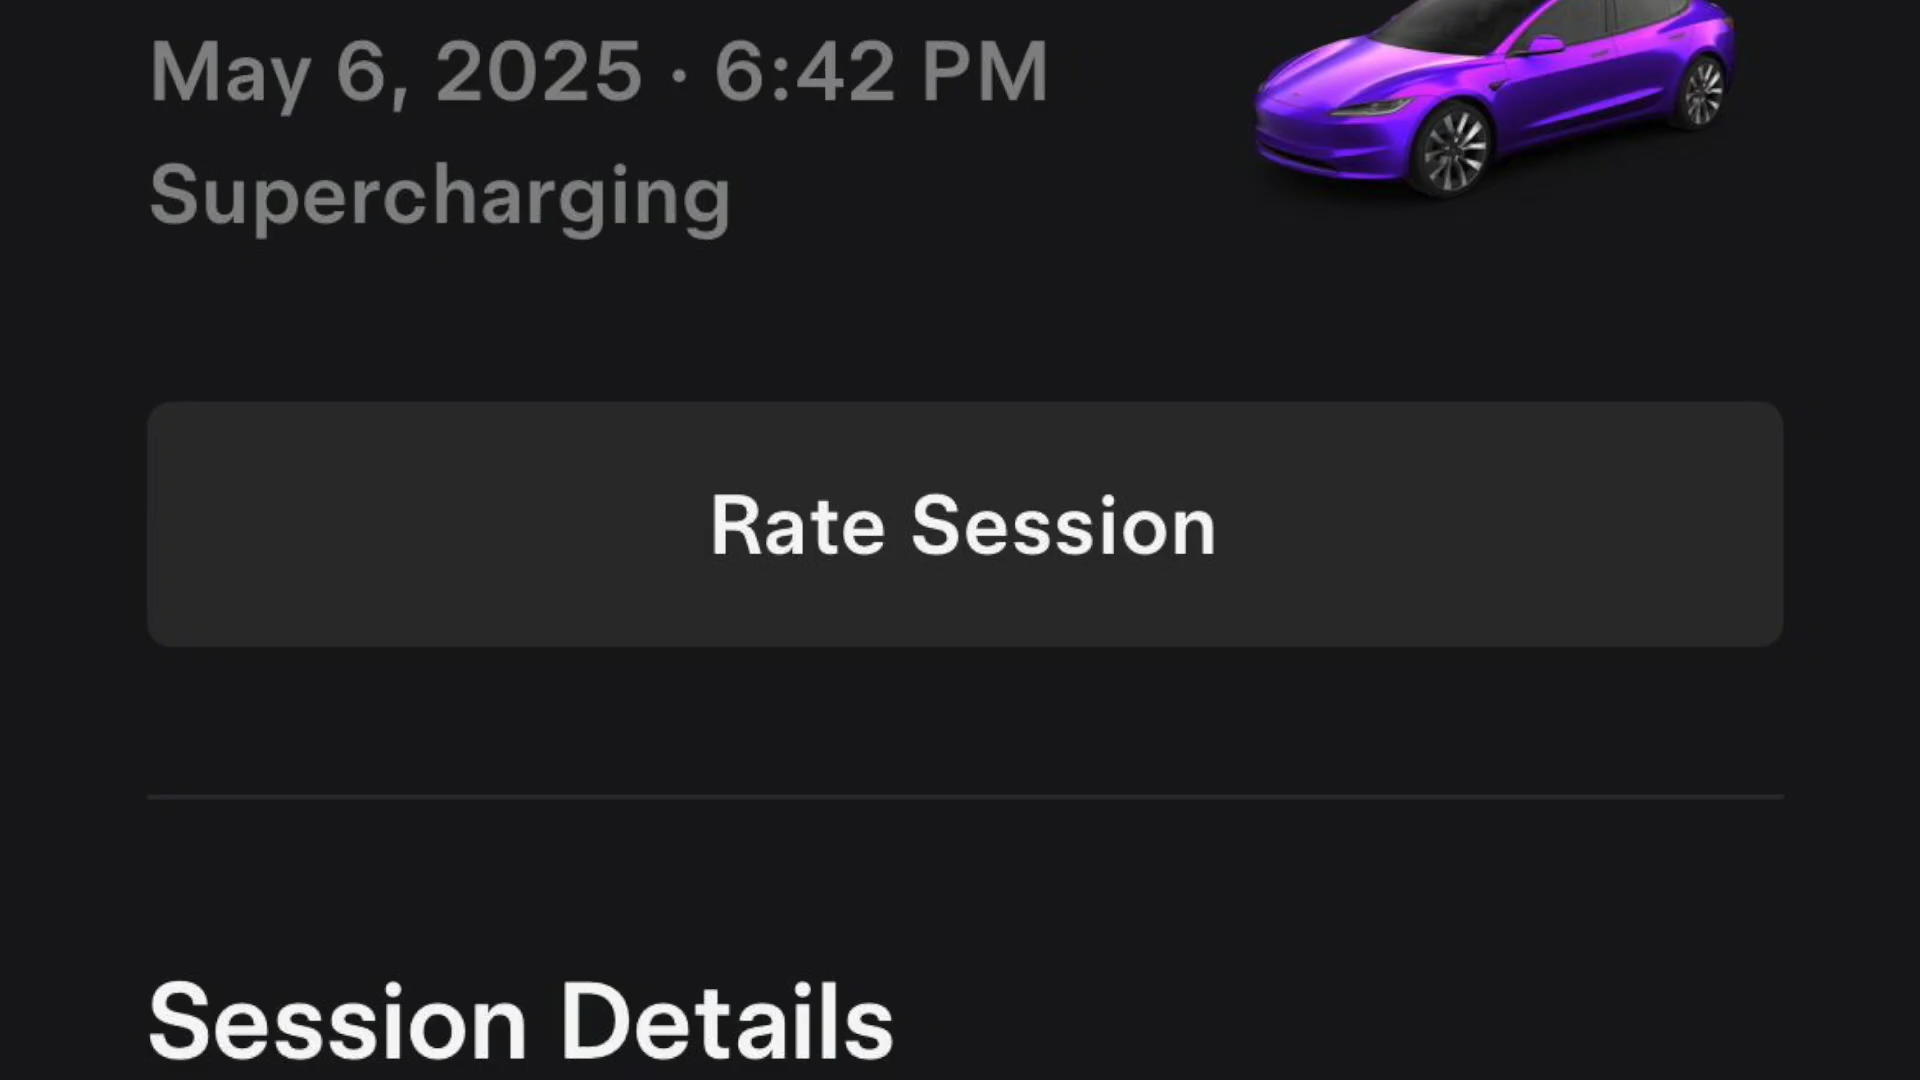 May 6, 2025 · 6:42 PM
Supercharging
Rate Session
Session Details